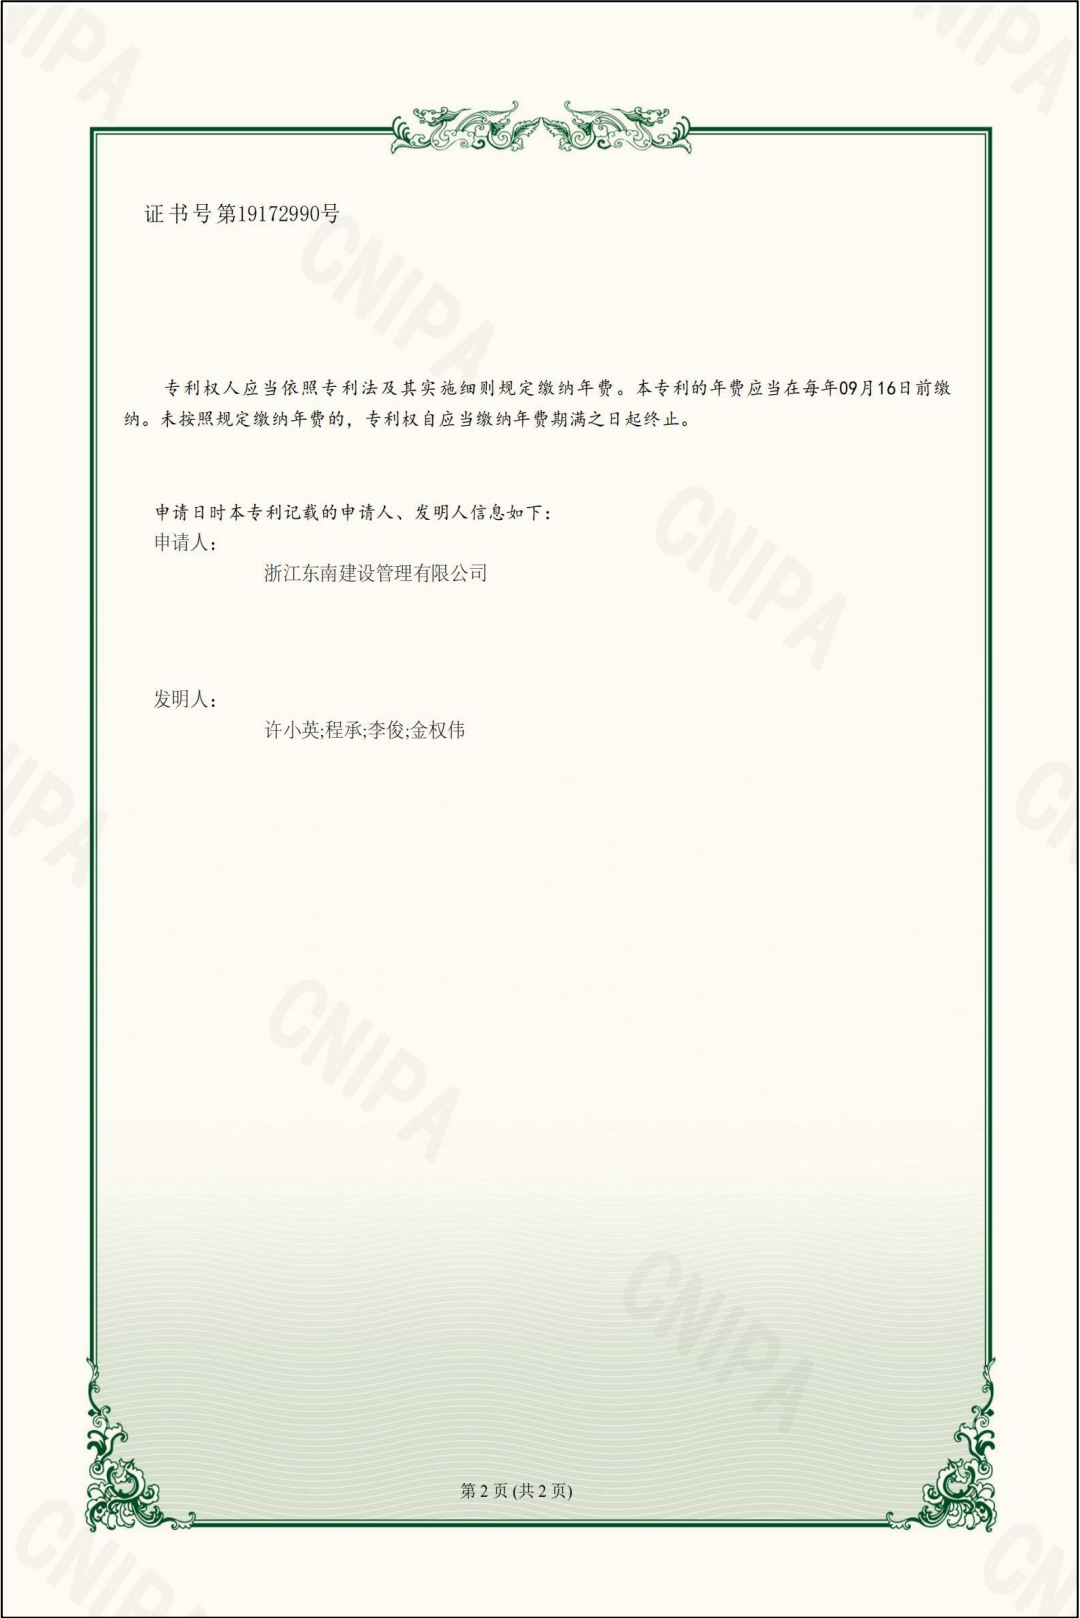 CNIPA
CNIPA
证书号第19172990号
CNIPA
专利权人应当依照专利法及其实施细则规定缴纳年费。本专利的年费应当在每年09月16日前缴
纳。未按照规定缴纳年费的，专利权自应当缴纳年费期满之日起终止。
申请日时本专利记载的申请人、发明人信息如下：
申请人：
浙江东南建设管理有限公司
CNIPA
发明人：
许小英;程承;李俊;金权伟
CNIPA
CNIPA
第 2 页 (共 2 页)